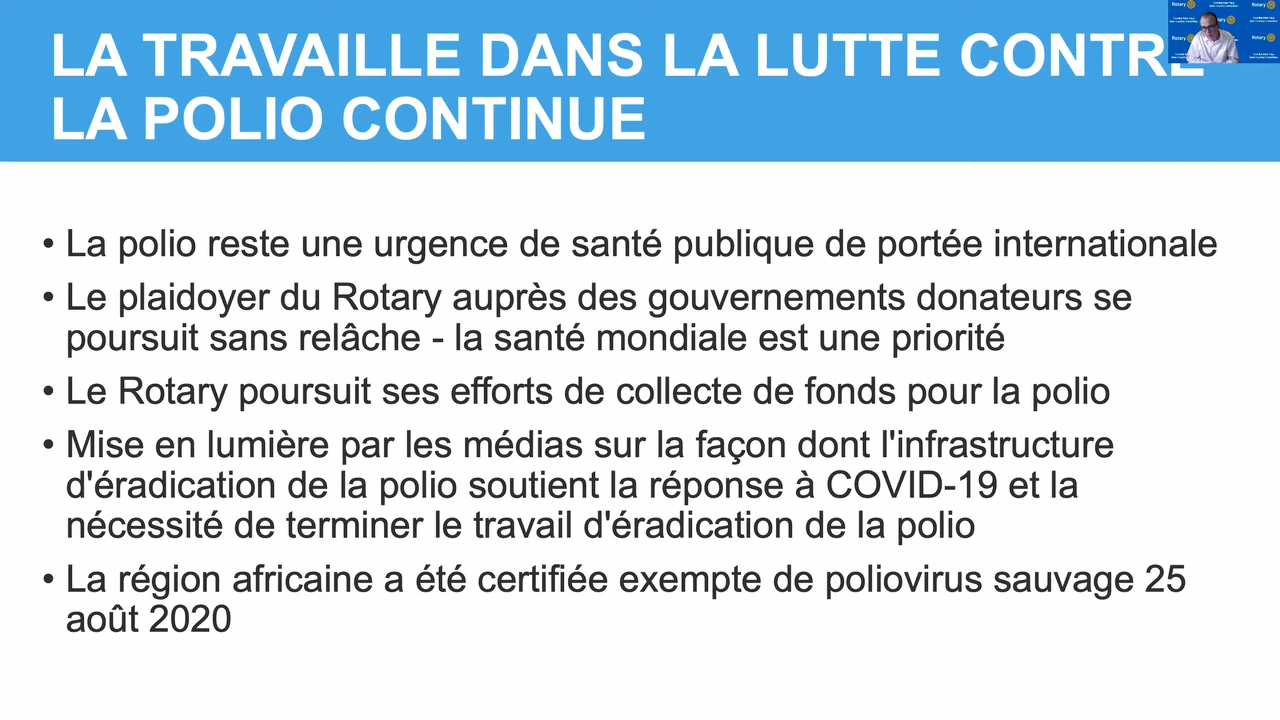 LA TRAVAILLE DANS LA LUTTE CONTRE
LA POLIO CONTINUE
• La polio reste une urgence de santé publique de portée internationale
• Le plaidoyer du Rotary auprès des gouvernements donateurs se
poursuit sans relâche - la santé mondiale est une priorité
• Le Rotary poursuit ses efforts de collecte de fonds pour la polio
• Mise en lumière par les médias sur la façon dont l'infrastructure
d'éradication de la polio soutient la réponse à COVID-19 et la
nécessité de terminer le travail d'éradication de la polio
• La région africaine a été certifiée exempte de poliovirus sauvage 25
août 2020
Rotary
Rotary
Rotary
Rotary